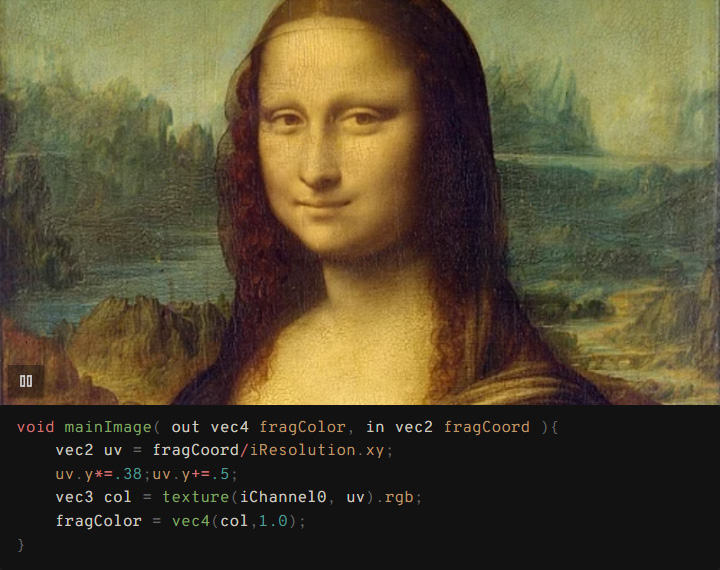 void mainImage( out vec4 fragColor, in vec2 fragCoord ){
    vec2 uv = fragCoord/iResolution.xy;
    uv.y*=.38;uv.y+=.5;
    vec3 col = texture(iChannel0, uv).rgb;
    fragColor = vec4(col,1.0);
}